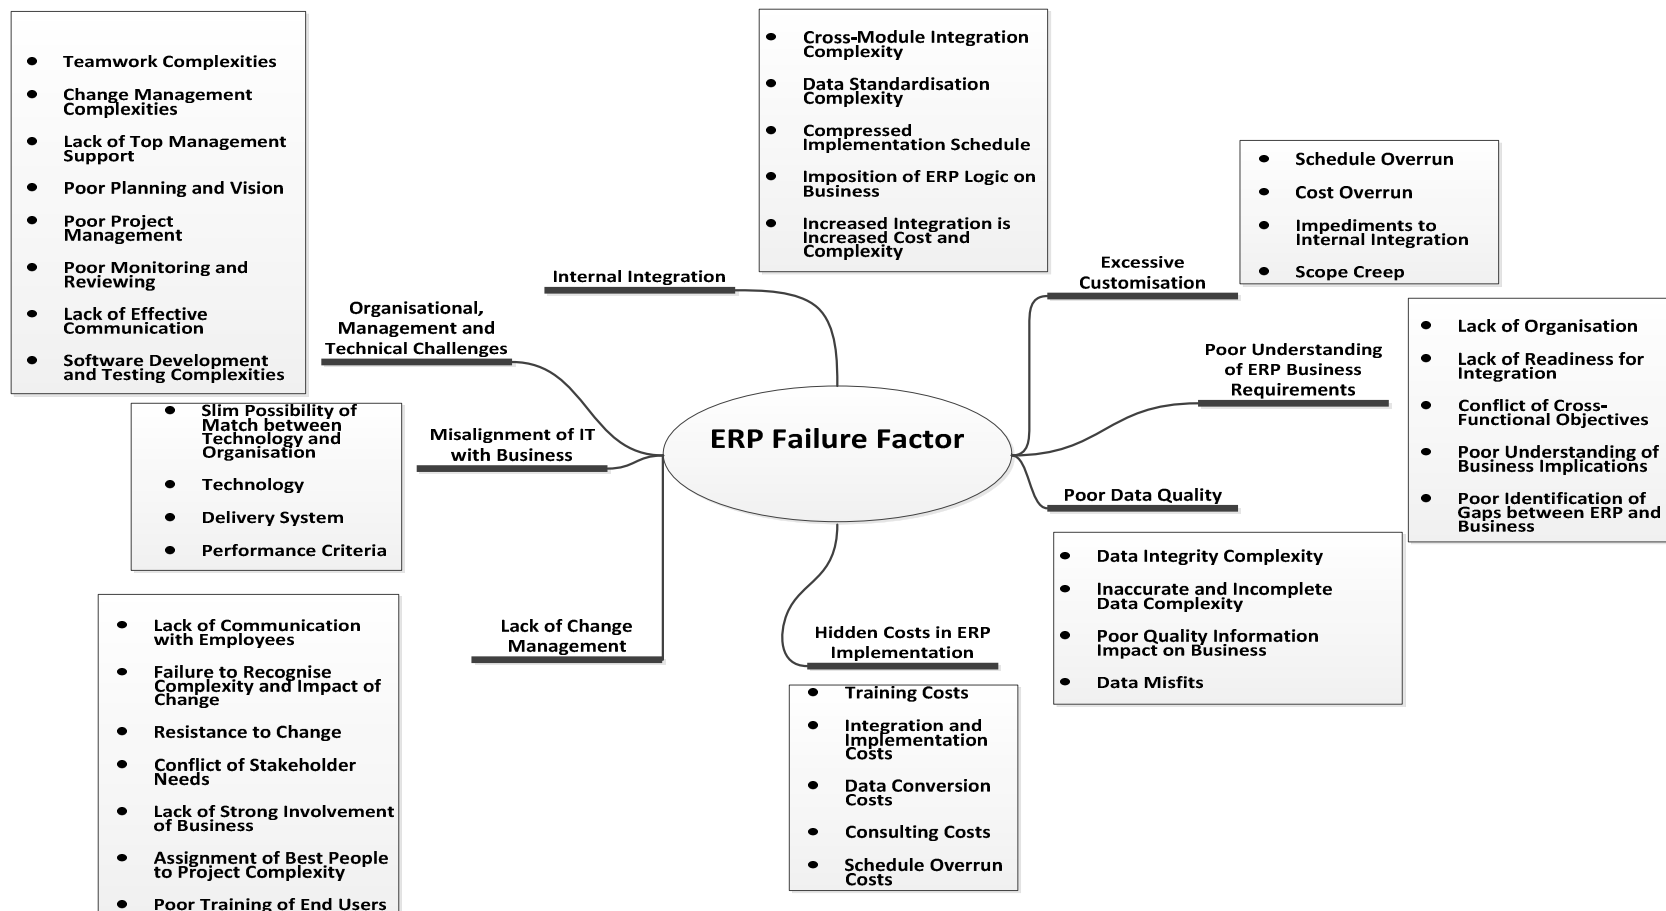 ERP Failure Factor
Internal Integration
● Cross-Module Integration
Complexity
● Data Standardisation
Complexity
● Compressed
Implementation Schedule
● Imposition of ERP Logic on
Business
● Increased Integration is
Increased Cost and
Complexity
Organisational,
Management and
Technical Challenges
● Teamwork Complexities
● Change Management
Complexities
● Lack of Top Management
Support
● Poor Planning and Vision
● Poor Project
Management
● Poor Monitoring and
Reviewing
● Lack of Effective
Communication
● Software Development
and Testing Complexities
Misalignment of IT
with Business
● Slim Possibility of
Match between
Technology and
Organisation
● Technology
● Delivery System
● Performance Criteria
Lack of Change
Management
● Lack of Communication
with Employees
● Failure to Recognise
Complexity and Impact of
Change
● Resistance to Change
● Conflict of Stakeholder
Needs
● Lack of Strong Involvement
of Business
● Assignment of Best People
to Project Complexity
● Poor Training of End Users
Hidden Costs in ERP
Implementation
● Training Costs
● Integration and
Implementation
Costs
● Data Conversion
Costs
● Consulting Costs
● Schedule Overrun
Costs
Excessive
Customisation
● Schedule Overrun
● Cost Overrun
● Impediments to
Internal Integration
● Scope Creep
Poor Understanding
of ERP Business
Requirements
● Lack of Organisation
● Lack of Readiness for
Integration
● Conflict of Cross-
Functional Objectives
● Poor Understanding of
Business Implications
● Poor Identification of
Gaps between ERP and
Business
Poor Data Quality
● Data Integrity Complexity
● Inaccurate and Incomplete
Data Complexity
● Poor Quality Information
Impact on Business
● Data Misfits